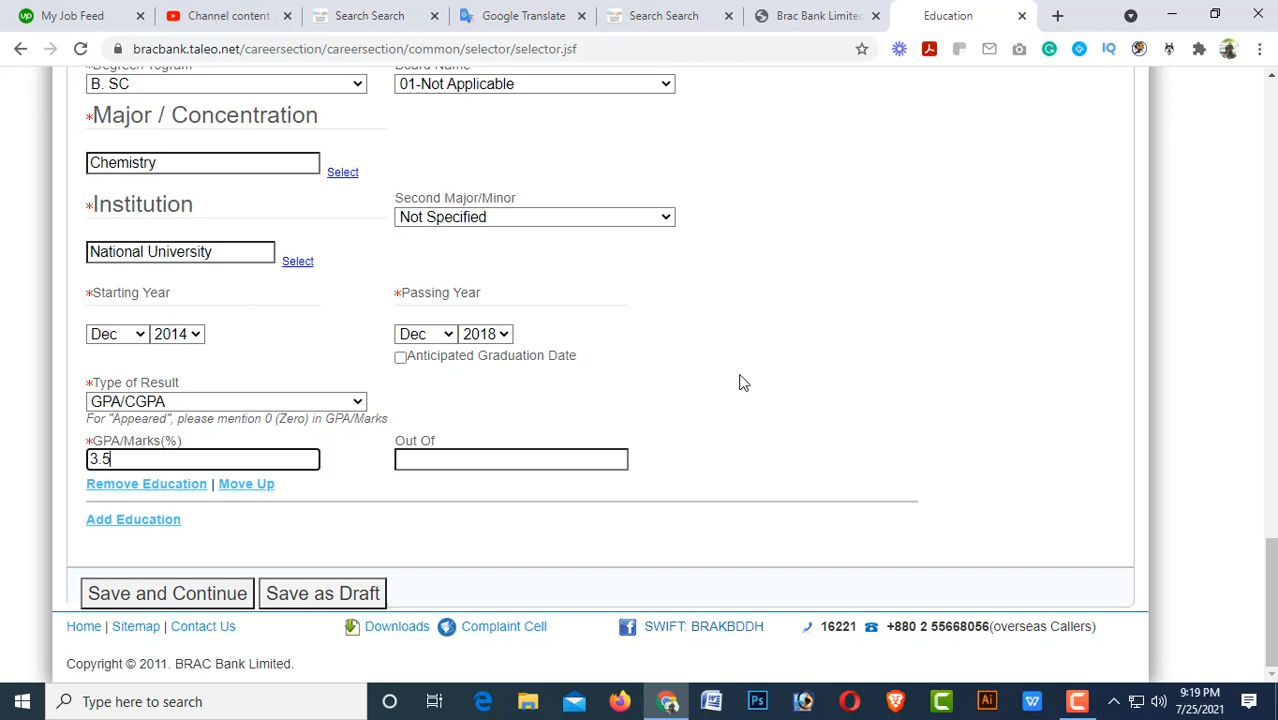 My Job Feed
Channel content
Search Search
Google Translate
Search Search
Brac Bank Limited
Education
bracbank.taleo.net/careersection/careersection/common/selector/selector.jsf
B. SC
Board Name
01-Not Applicable
*Major / Concentration
Chemistry
Select
*Institution
Second Major/Minor
Not Specified
National University
Select
*Starting Year
*Passing Year
Dec 2014
Dec 2018
Anticipated Graduation Date
*Type of Result
GPA/CGPA
For "Appeared", please mention 0 (Zero) in GPA/Marks
*GPA/Marks(%)
Out Of
3.5
Remove Education | Move Up
Add Education
Save and Continue
Save as Draft
Home | Sitemap | Contact Us
Downloads
Complaint Cell
SWIFT: BRAKBDDH
16221
+880 2 55668056(overseas Callers)
Copyright © 2011. BRAC Bank Limited.
Type here to search
9:19 PM
7/25/2021